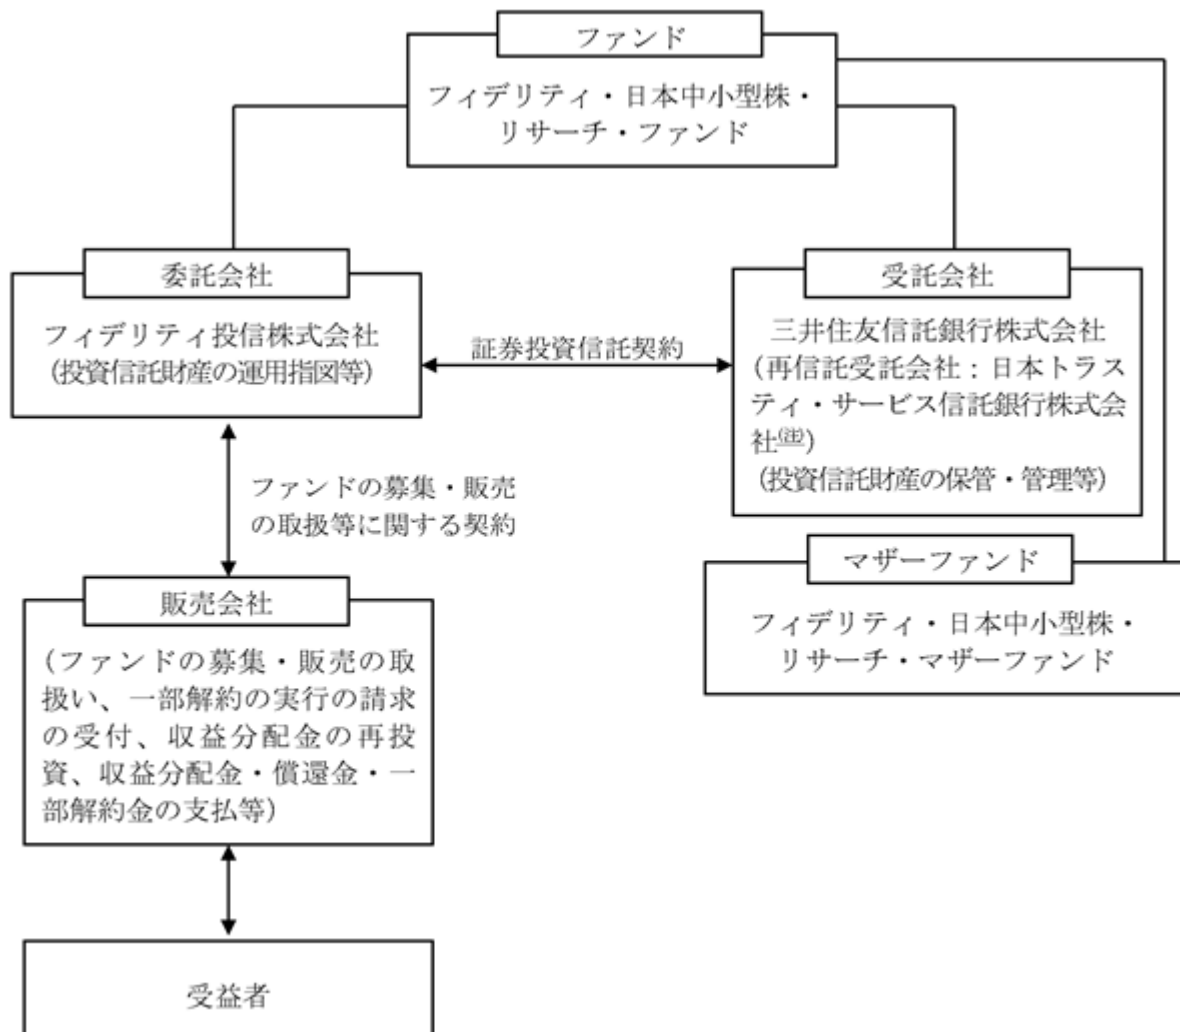 ファンド
フィデリティ・日本中小型株・
リサーチ・ファンド
委託会社
フィデリティ投信株式会社
(投資信託財産の運用指図等)
証券投資信託契約
受託会社
三井住友信託銀行株式会社
(再信託受託会社：日本トラス
ティ・サービス信託銀行株式会
社(注))
(投資信託財産の保管・管理等)
ファンドの募集・販売
の取扱等に関する契約
マザーファンド
フィデリティ・日本中小型株・
リサーチ・マザーファンド
販売会社
(ファンドの募集・販売の取
扱い、一部解約の実行の請求
の受付、収益分配金の再投
資、収益分配金・償還金・一
部解約金の支払等)
受益者